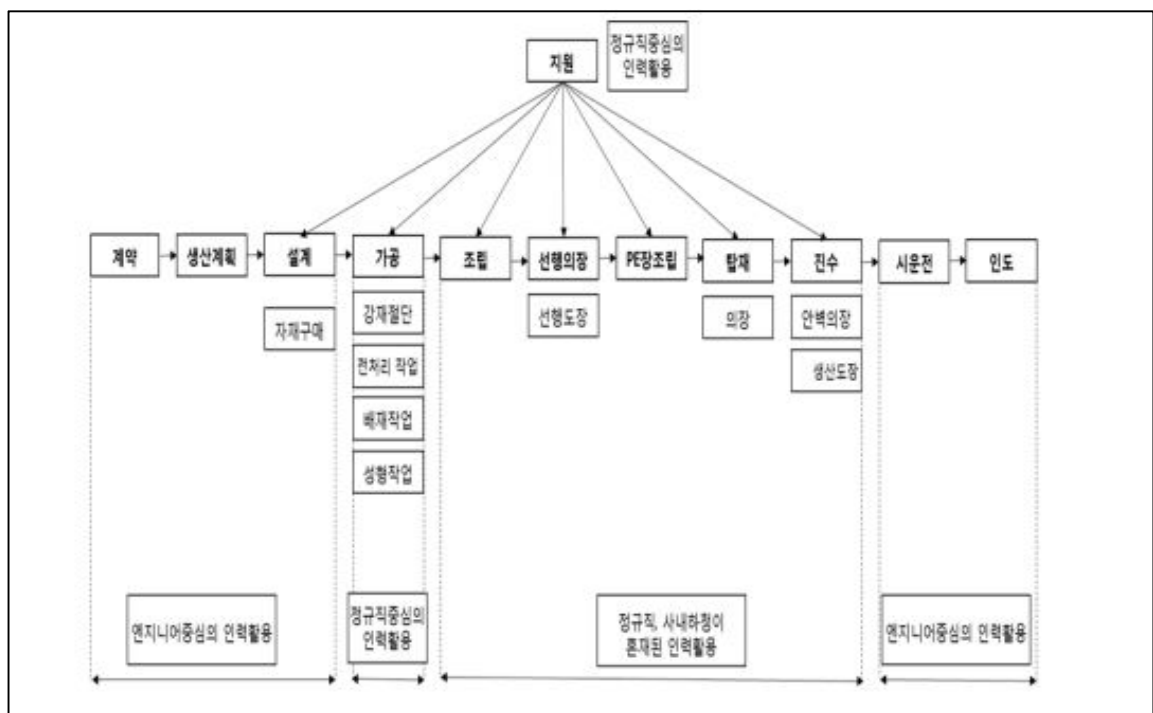 지원
정규직중심의
인력활용
계약
생산계획
설계
가공
조립
선행의장
PE장조립
탑재
진수
시운전
인도
자재구매
강재절단
선행도장
의장
안벽의장
전처리 작업
생산도장
배재작업
성형작업
엔지니어중심의 인력활용
정규직중심의
인력활용
정규직, 사내하청이
혼재된 인력활용
엔지니어중심의 인력활용